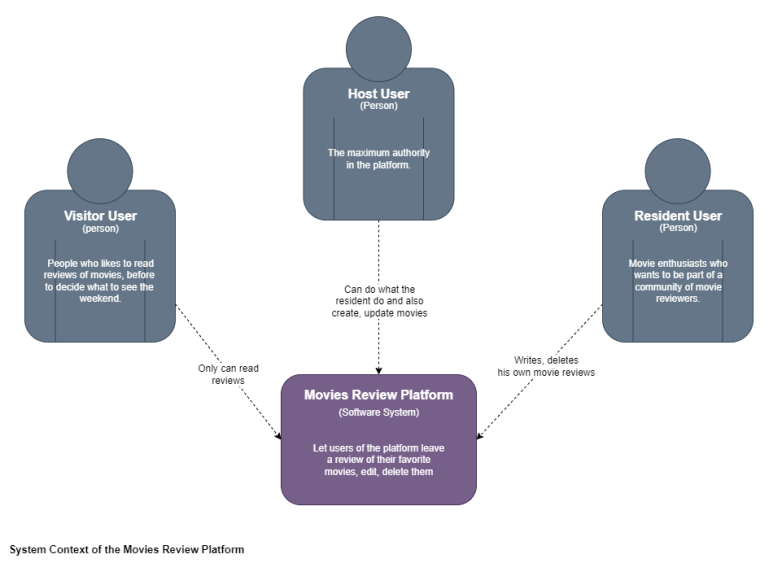 Host User
(Person)
The maximum authority
in the platform.
Visitor User
(person)
People who likes to read
reviews of movies, before
to decide what to see the
weekend.
Resident User
(Person)
Movie enthusiasts who
wants to be part of a
community of movie
reviewers.
Can do what the
resident do and also
create, update movies
Only can read
reviews
Writes, deletes
his own movie reviews
Movies Review Platform
(Software System)
Let users of the platform leave
a review of their favorite
movies, edit, delete them
System Context of the Movies Review Platform